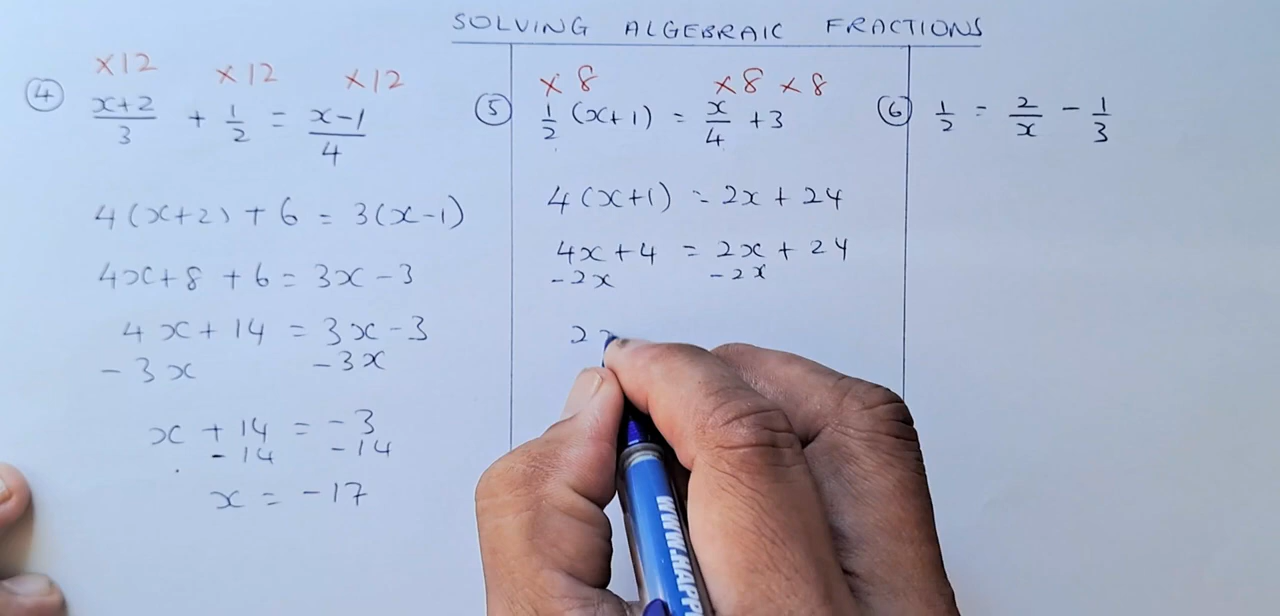 SOLVING ALGEBRAIC FRACTIONS
×12 ×12 ×12
④ (x+2)/3 + 1/2 = (x-1)/4
4(x+2) + 6 = 3(x-1)
4x+8 + 6 = 3x - 3
4x + 14 = 3x - 3
- 3x - 3x
x + 14 = - 3
- 14 - 14
x = - 17
×8 ×8 ×8
⑤ 1/2 (x+1) = x/4 + 3
4(x+1) = 2x + 24
4x + 4 = 2x + 24
- 2x - 2x
2
⑥ 1/2 = 2/x - 1/3
WWW.HAPP